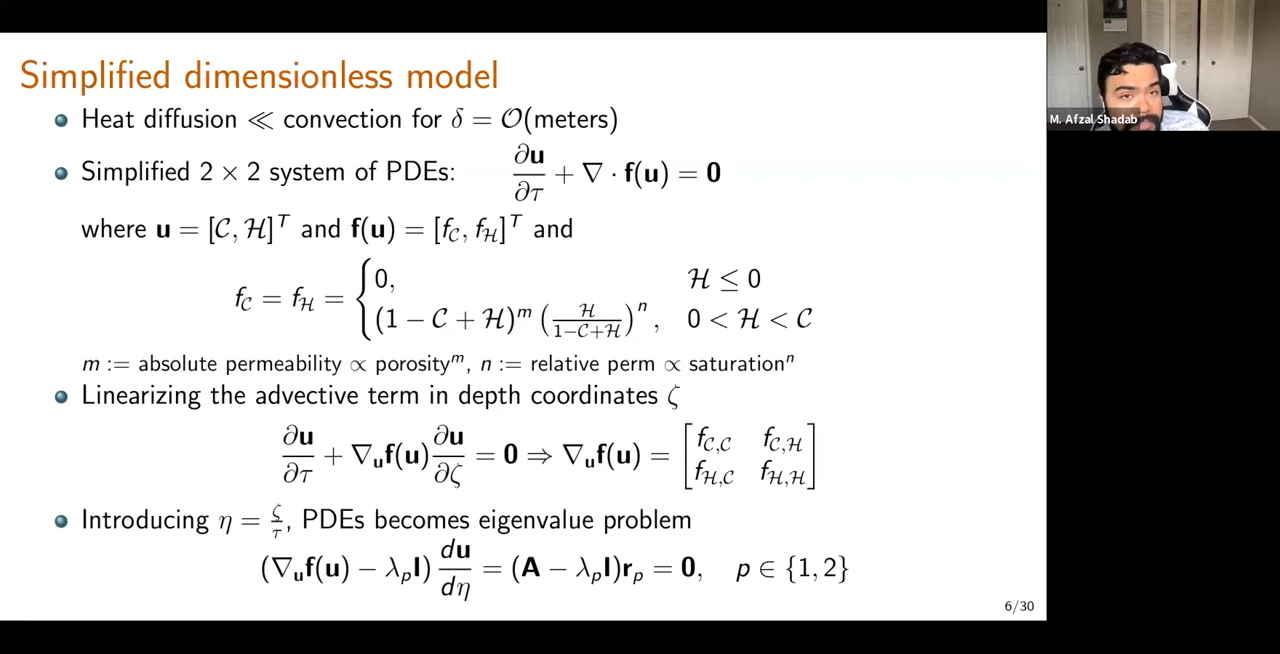 Simplified dimensionless model
Heat diffusion ≪ convection for δ = 𝒪(meters)
Simplified 2 × 2 system of PDEs: ∂u/∂τ + ∇ · f(u) = 0
where u = [𝒞, ℋ]ᵀ and f(u) = [f_𝒞, f_ℋ]ᵀ and
f_𝒞 = f_ℋ = { 0, ℋ ≤ 0
(1 − 𝒞 + ℋ)^m (ℋ/(1−𝒞+ℋ))^n, 0 < ℋ < 𝒞
m := absolute permeability ∝ porosity^m, n := relative perm ∝ saturation^n
Linearizing the advective term in depth coordinates ζ
∂u/∂τ + ∇_u f(u) ∂u/∂ζ = 0 ⇒ ∇_u f(u) = [f_𝒞,𝒞 f_𝒞,ℋ
f_ℋ,𝒞 f_ℋ,ℋ]
Introducing η = ζ/τ, PDEs becomes eigenvalue problem
(∇_u f(u) − λ_p I) du/dη = (A − λ_p I)r_p = 0, p ∈ {1, 2}
6/30
M. Afzal Shadab